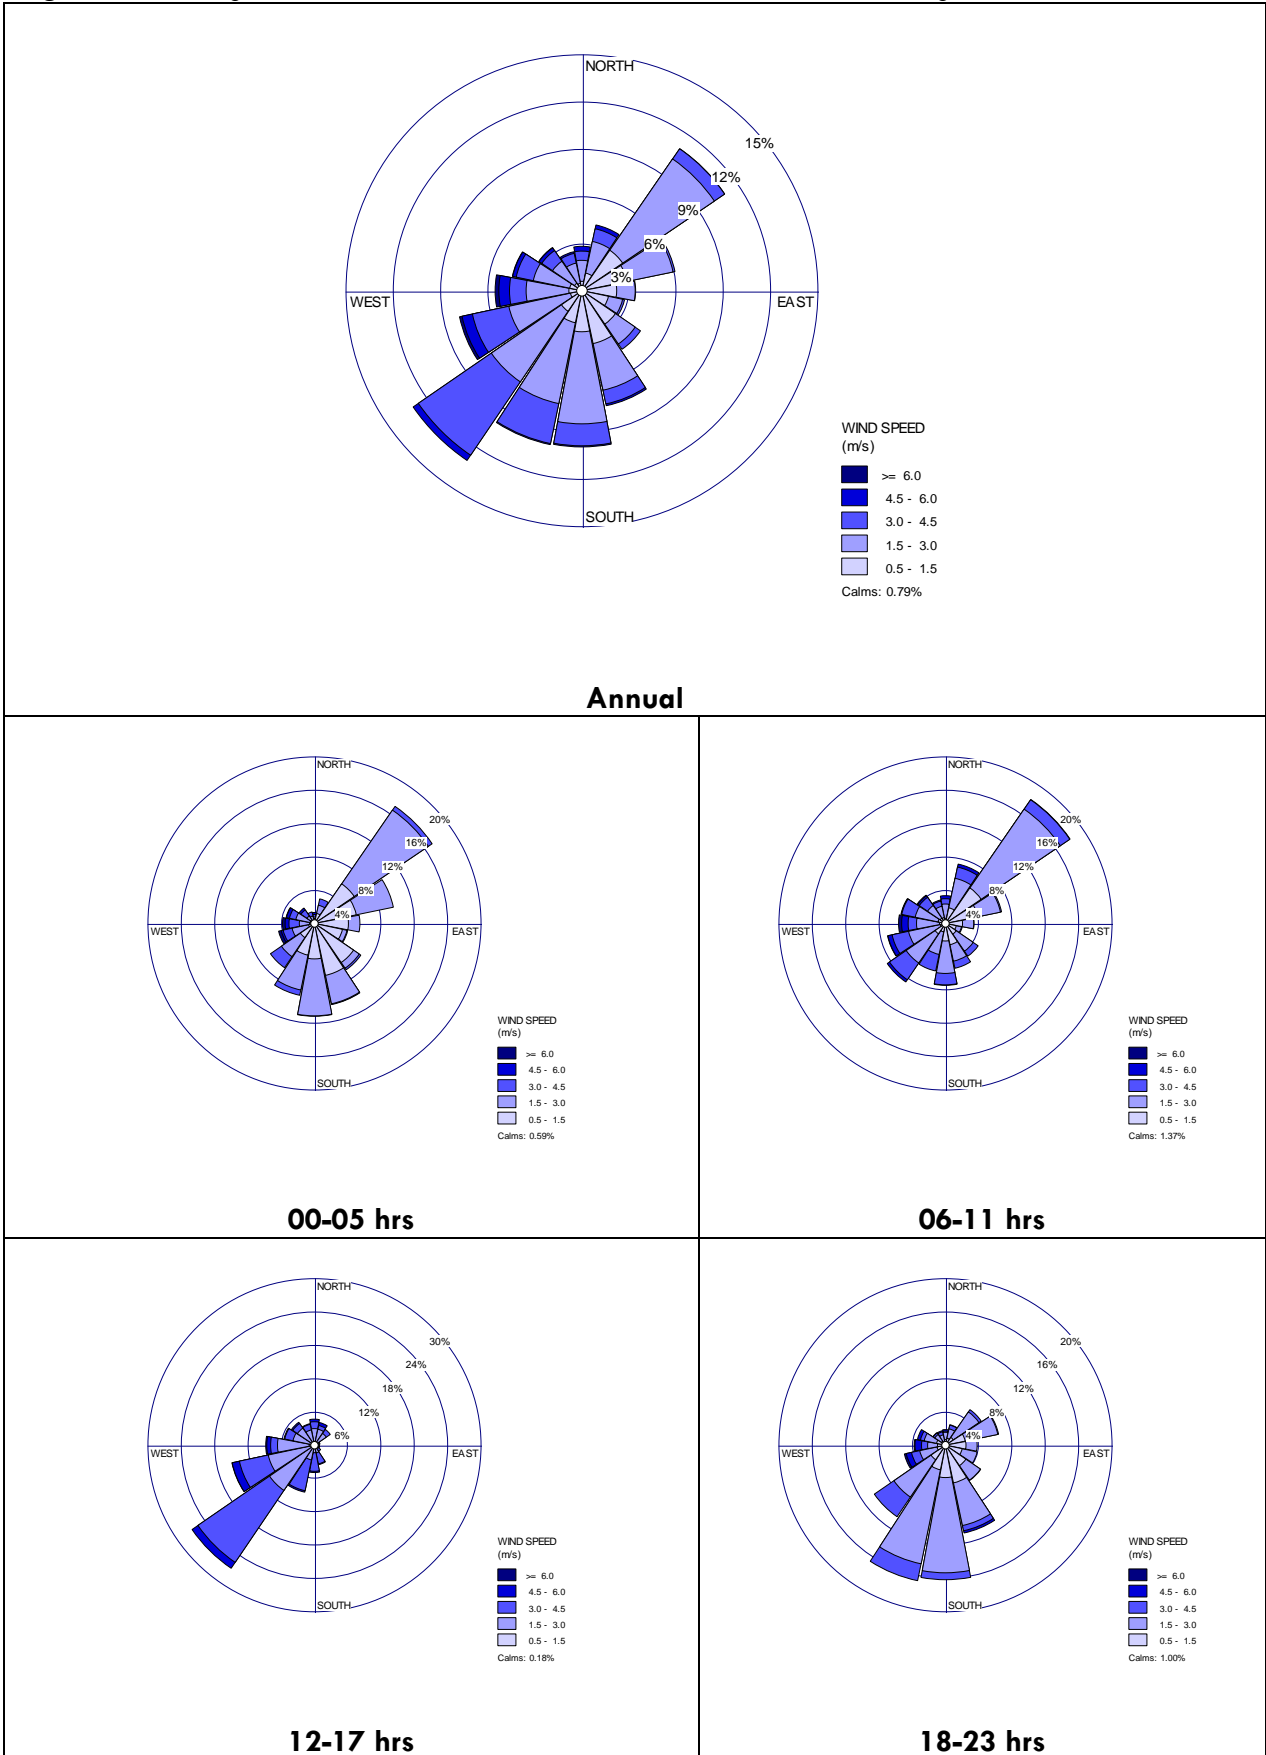 NORTH
15%
12%
9%
6%
3%
WEST
EAST
SOUTH
WIND SPEED
(m/s)
>= 6.0
4.5 - 6.0
3.0 - 4.5
1.5 - 3.0
0.5 - 1.5
Calms: 0.79%
Annual
NORTH
20%
16%
12%
8%
4%
WEST
EAST
SOUTH
WIND SPEED
(m/s)
>= 6.0
4.5 - 6.0
3.0 - 4.5
1.5 - 3.0
0.5 - 1.5
Calms: 0.59%
00-05 hrs
NORTH
20%
16%
12%
8%
4%
WEST
EAST
SOUTH
WIND SPEED
(m/s)
>= 6.0
4.5 - 6.0
3.0 - 4.5
1.5 - 3.0
0.5 - 1.5
Calms: 1.37%
06-11 hrs
NORTH
30%
24%
18%
12%
6%
WEST
EAST
SOUTH
WIND SPEED
(m/s)
>= 6.0
4.5 - 6.0
3.0 - 4.5
1.5 - 3.0
0.5 - 1.5
Calms: 0.18%
12-17 hrs
NORTH
20%
16%
12%
8%
4%
WEST
EAST
SOUTH
WIND SPEED
(m/s)
>= 6.0
4.5 - 6.0
3.0 - 4.5
1.5 - 3.0
0.5 - 1.5
Calms: 1.00%
18-23 hrs